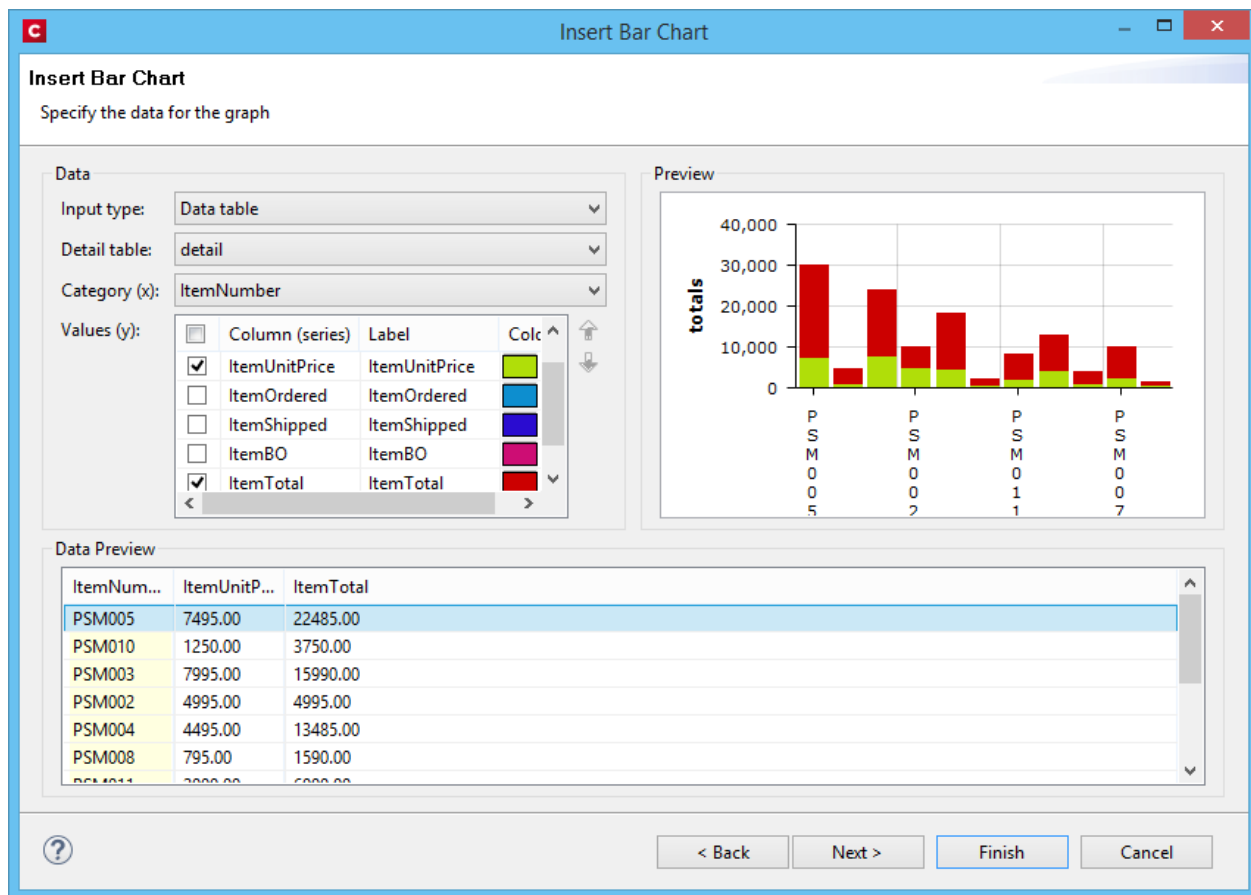 C
Insert Bar Chart
Insert Bar Chart
Specify the data for the graph
Data
Input type: Data table
Detail table: detail
Category (x): ItemNumber
Values (y):
Column (series) Label
ItemUnitPrice ItemUnitPrice
ItemOrdered ItemOrdered
ItemShipped ItemShipped
ItemBO ItemBO
ItemTotal ItemTotal
Preview
40,000
30,000
20,000
10,000
0
totals
PSM005
PSM002
PSM011
PSM007
Data Preview
ItemNum... ItemUnitP... ItemTotal
PSM005 7495.00 22485.00
PSM010 1250.00 3750.00
PSM003 7995.00 15990.00
PSM002 4995.00 4995.00
PSM004 4495.00 13485.00
PSM008 795.00 1590.00
?
< Back Next > Finish Cancel